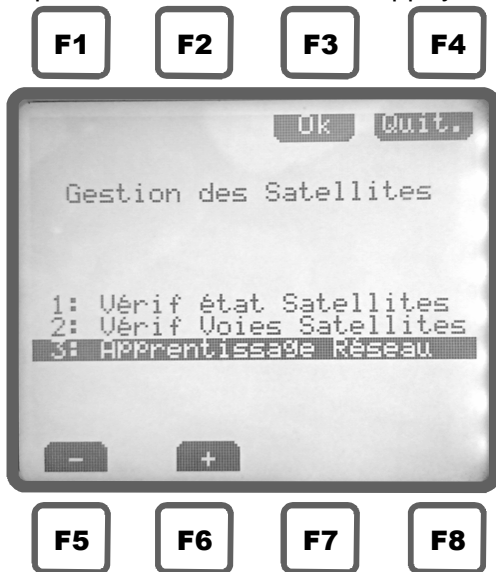 F1 F2 F3 F4
Ok Quit.
Gestion des Satellites
1: Vérif état Satellites
2: Vérif Voies Satellites
3: Apprentissage Réseau
- +
F5 F6 F7 F8